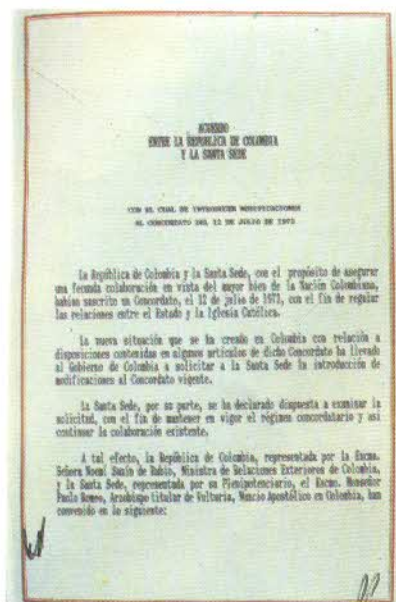 ACUERDO
ENTRE LA REPUBLICA DE COLOMBIA
Y LA SANTA SEDE
CON EL CUAL SE INTRODUCEN MODIFICACIONES
AL CONCORDATO DEL 12 DE JULIO DE 1973
La República de Colombia y la Santa Sede, con el propósito de asegurar
una fecunda colaboración en vista del mayor bien de la Nación Colombiana,
habían suscrito un Concordato, el 12 de julio de 1973, con el fin de regular
las relaciones entre el Estado y la Iglesia Católica.
La nueva situación que se ha creado en Colombia con relación a
disposiciones contenidas en algunos artículos de dicho Concordato ha llevado
al Gobierno de Colombia a solicitar a la Santa Sede la introducción de
modificaciones al Concordato vigente.
La Santa Sede, por su parte, se ha declarado dispuesta a examinar la
solicitud, con el fin de mantener en vigor el régimen concordatario y así
continuar la colaboración existente.
A tal efecto, la República de Colombia, representada por la Excma.
Señora Noemí Sanín de Rubio, Ministra de Relaciones Exteriores de Colombia,
y la Santa Sede, representada por su Plenipotenciario, el Excmo. Monseñor
Paolo Romeo, Arzobispo titular de Vulturia, Nuncio Apostólico en Colombia, han
convenido en lo siguiente: